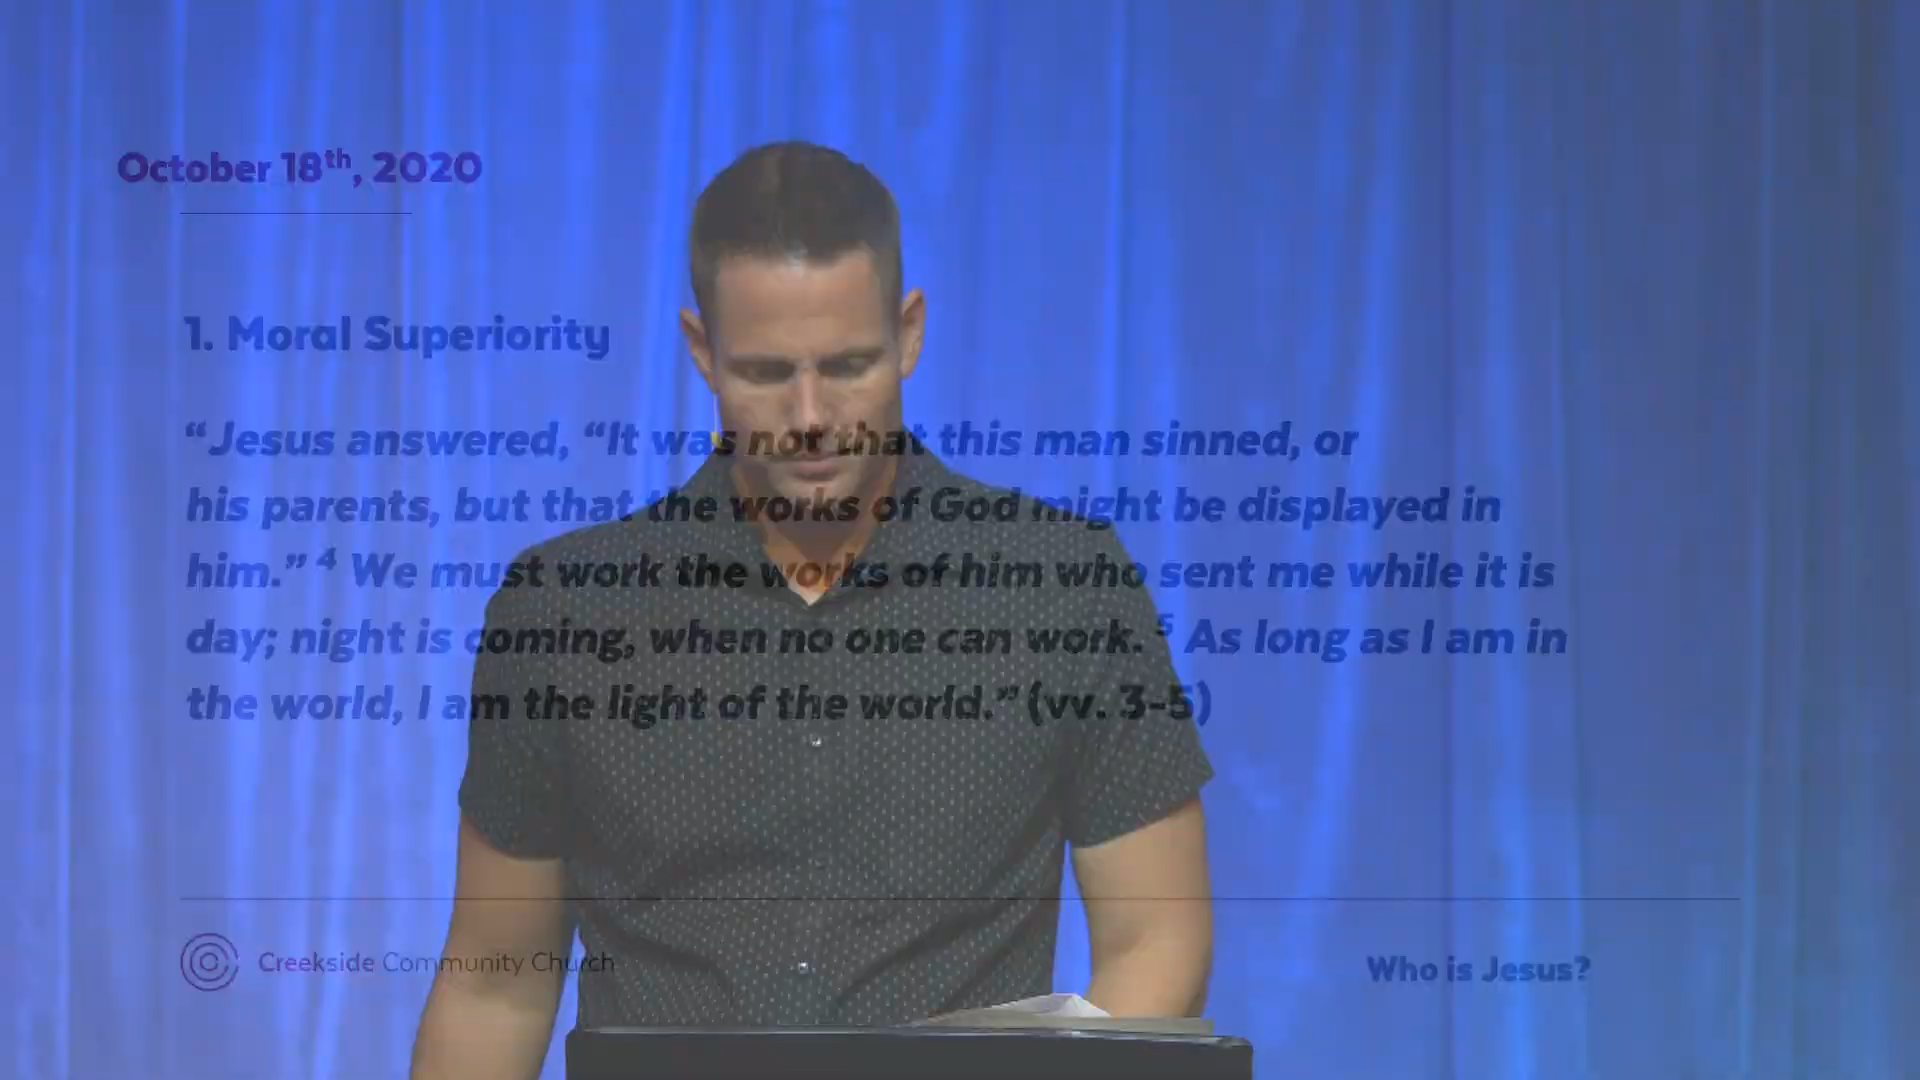 October 18th, 2020
1. Moral Superiority
“Jesus answered, “It was not that this man sinned, or
his parents, but that the works of God might be displayed in
him.” 4 We must work the works of him who sent me while it is
day; night is coming, when no one can work. 5 As long as I am in
the world, I am the light of the world.” (vv. 3-5)
Creekside Community Church
Who is Jesus?